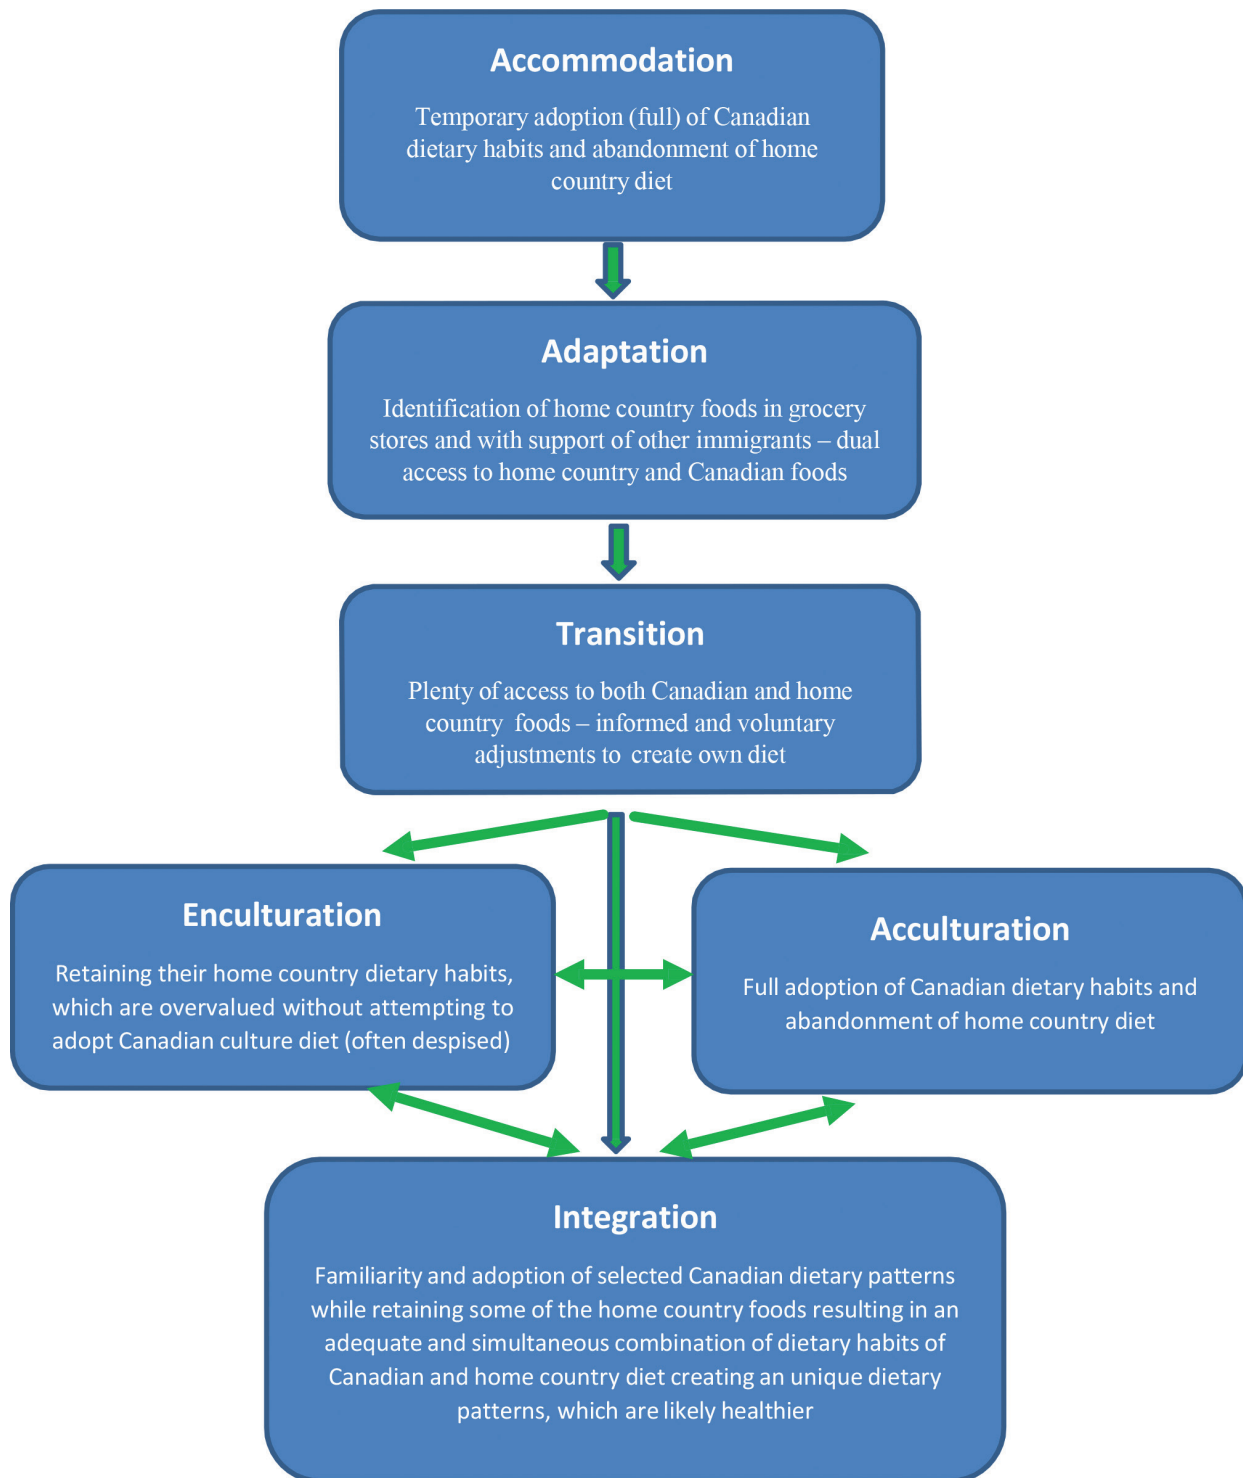 Accommodation
Temporary adoption (full) of Canadian
dietary habits and abandonment of home
country diet
Adaptation
Identification of home country foods in grocery
stores and with support of other immigrants – dual
access to home country and Canadian foods
Transition
Plenty of access to both Canadian and home
country foods – informed and voluntary
adjustments to create own diet
Enculturation
Retaining their home country dietary habits,
which are overvalued without attempting to
adopt Canadian culture diet (often despised)
Acculturation
Full adoption of Canadian dietary habits and
abandonment of home country diet
Integration
Familiarity and adoption of selected Canadian dietary patterns
while retaining some of the home country foods resulting in an
adequate and simultaneous combination of dietary habits of
Canadian and home country diet creating an unique dietary
patterns, which are likely healthier